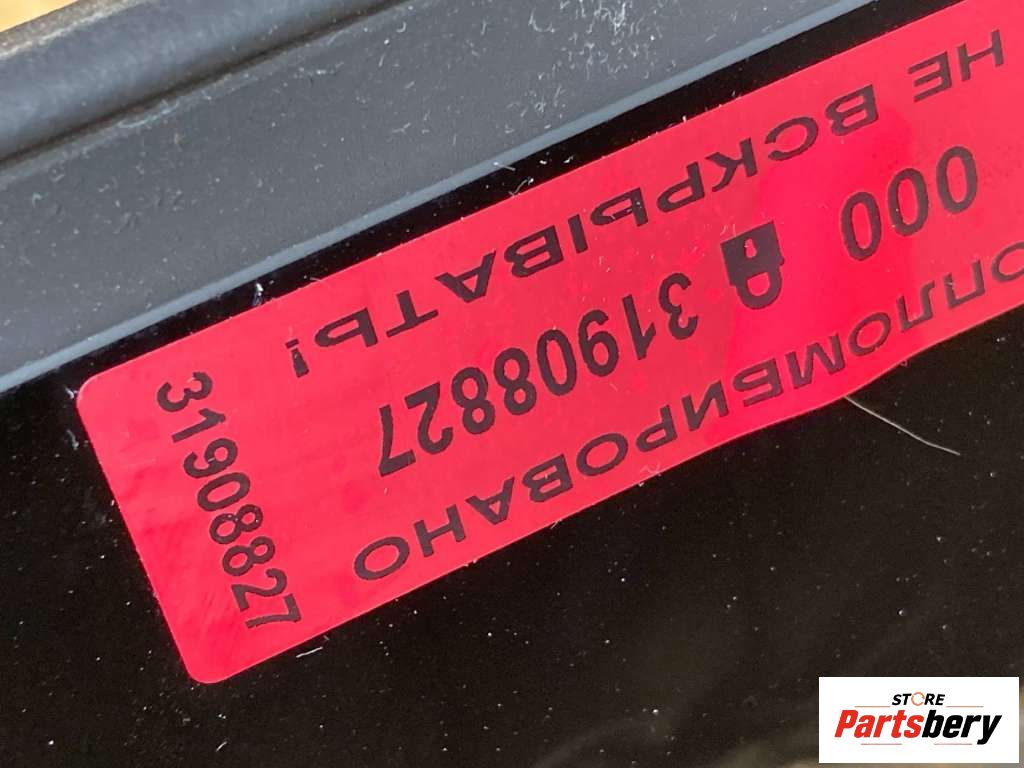 ОПЛОМБИРОВАНО
000 31908827
НЕ ВСКРЫВАТЬ!
31908827
STORE
Partsbery